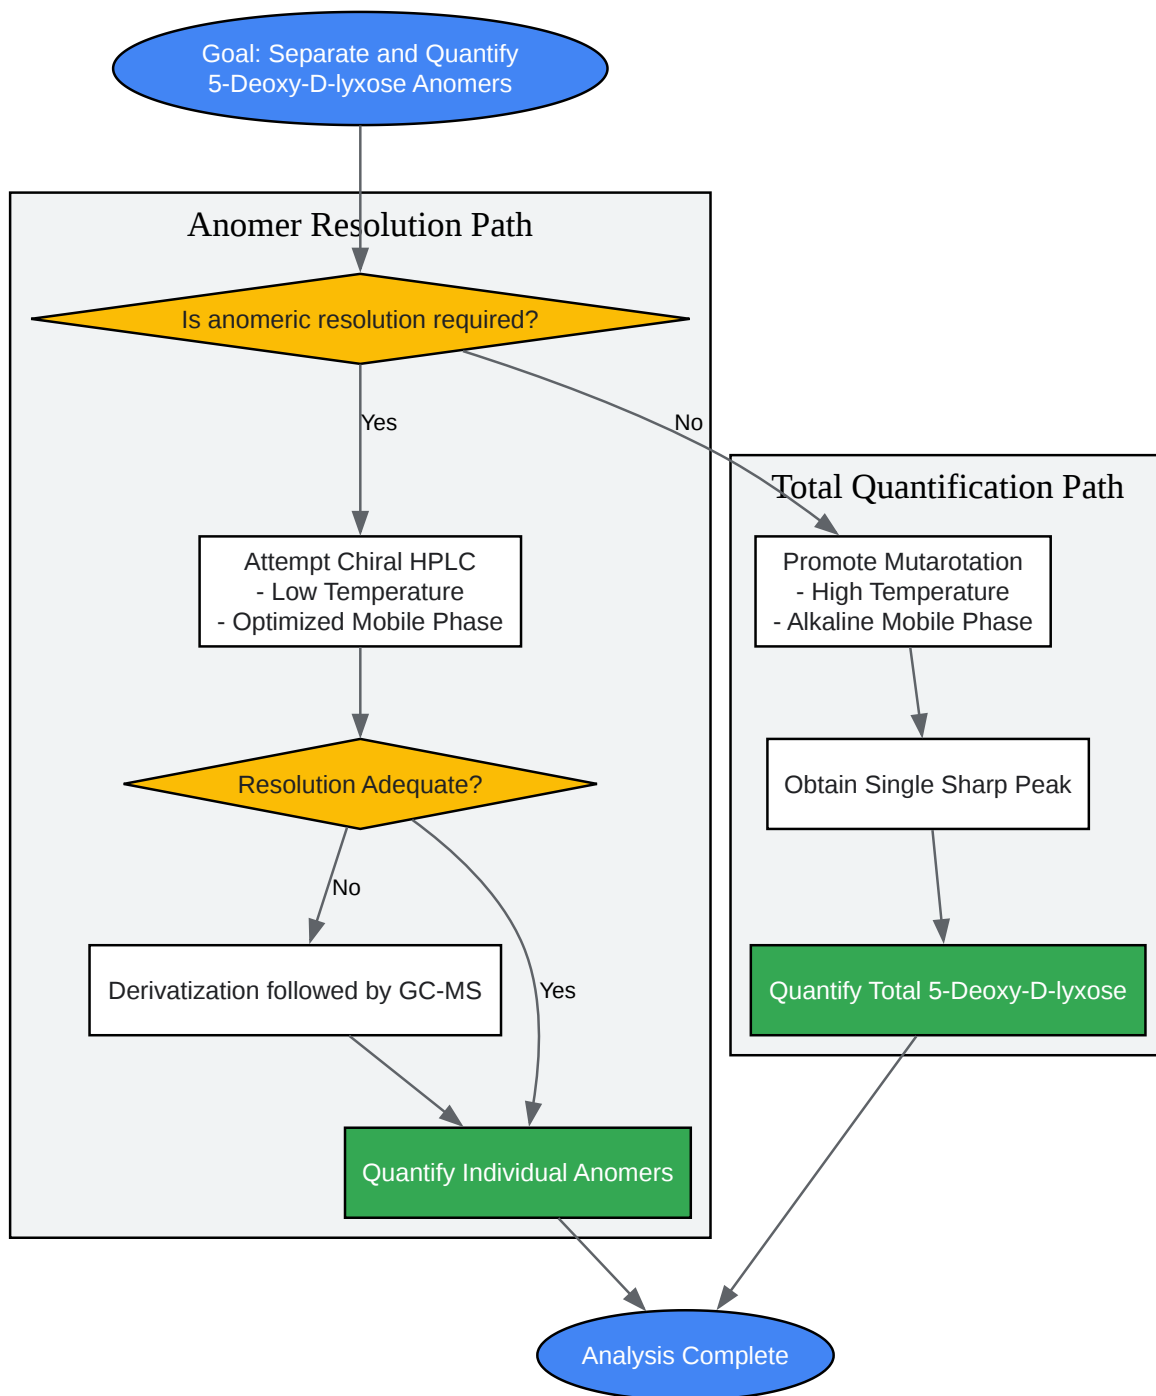 Goal: Separate and Quantify
5-Deoxy-D-lyxose Anomers
Anomer Resolution Path
Is anomeric resolution required?
Yes
No
Total Quantification Path
Attempt Chiral HPLC
- Low Temperature
- Optimized Mobile Phase
Promote Mutarotation
- High Temperature
- Alkaline Mobile Phase
Resolution Adequate?
Obtain Single Sharp Peak
No
Yes
Derivatization followed by GC-MS
Quantify Total 5-Deoxy-D-lyxose
Quantify Individual Anomers
Analysis Complete